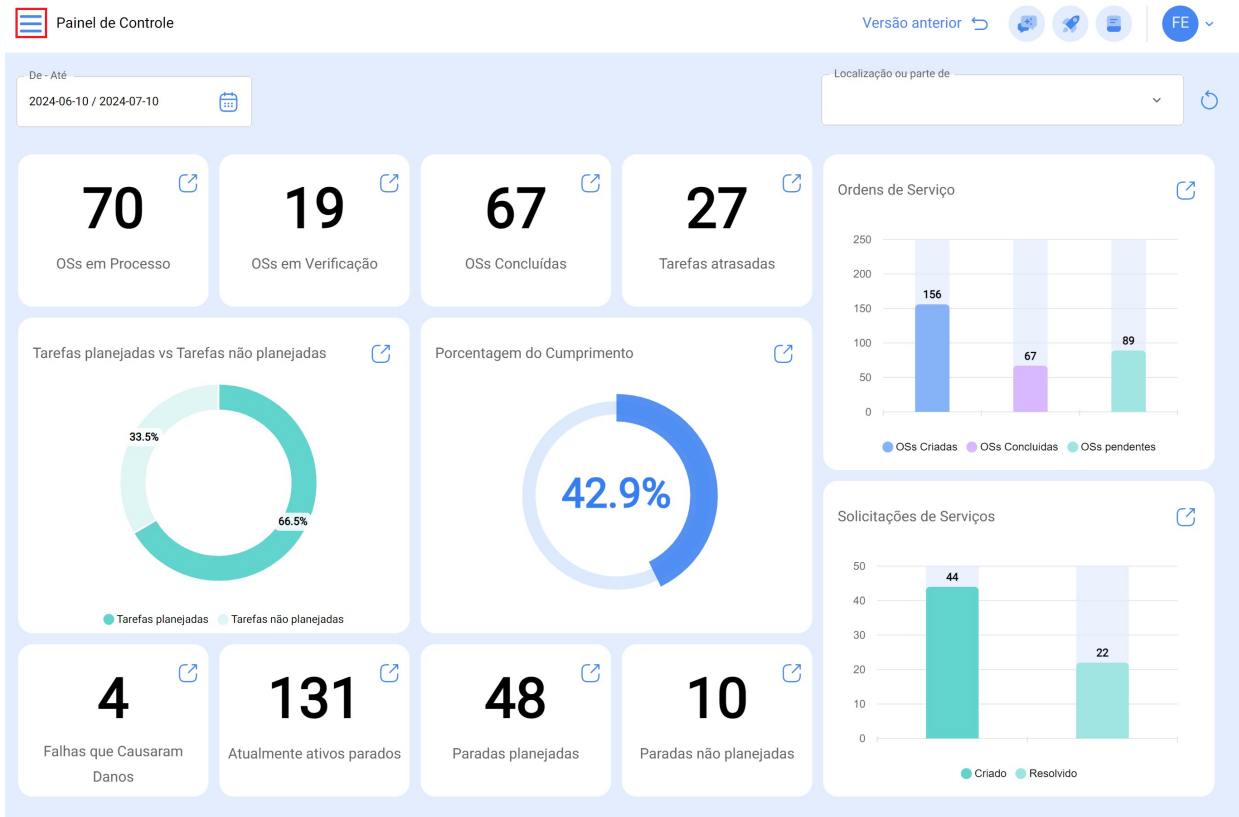 Painel de Controle
Versão anterior
FE
De - Até
2024-06-10 / 2024-07-10
Localização ou parte de
70
OSs em Processo
19
OSs em Verificação
67
OSs Concluídas
27
Tarefas atrasadas
Ordens de Serviço
250
200
150
100
50
0
156
67
89
OSs Criadas
OSs Concluidas
OSs pendentes
Tarefas planejadas vs Tarefas não planejadas
33.5%
66.5%
Tarefas planejadas
Tarefas não planejadas
Porcentagem do Cumprimento
42.9%
Solicitações de Serviços
50
40
30
20
10
0
44
22
Criado
Resolvido
4
Falhas que Causaram
Danos
131
Atualmente ativos parados
48
Paradas planejadas
10
Paradas não planejadas